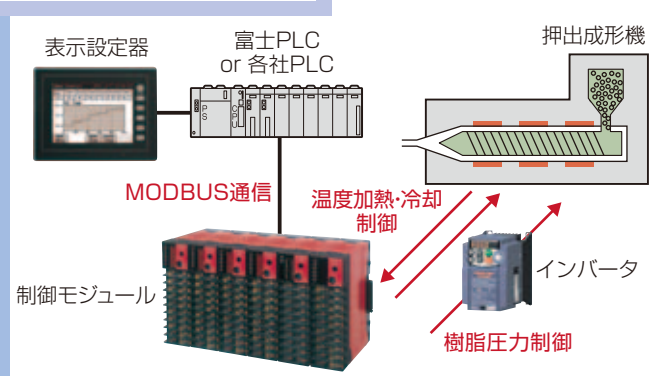 表示設定器
富士PLC
or 各社PLC
押出成形機
PS
CPU
MODBUS通信
温度加熱・冷却
制御
制御モジュール
インバータ
樹脂圧力制御